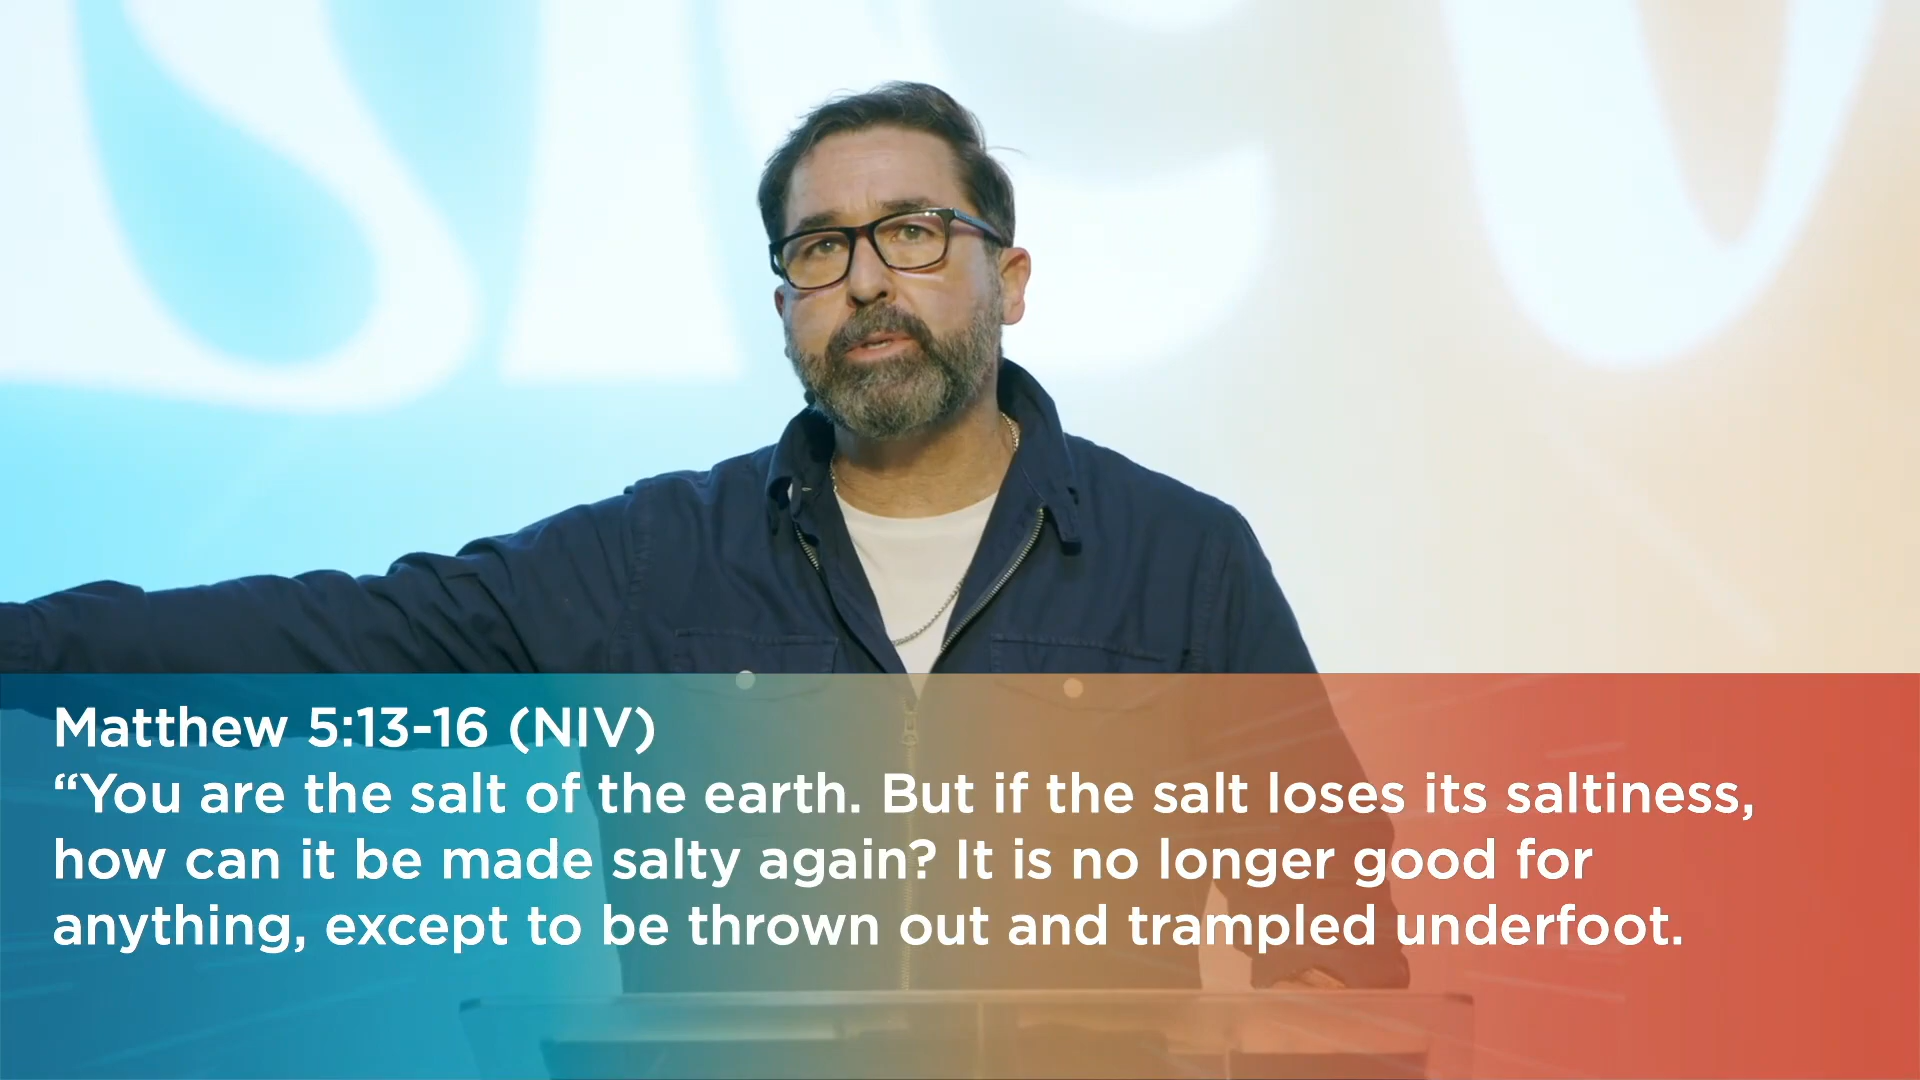 Matthew 5:13-16 (NIV)
“You are the salt of the earth. But if the salt loses its saltiness,
how can it be made salty again? It is no longer good for
anything, except to be thrown out and trampled underfoot.